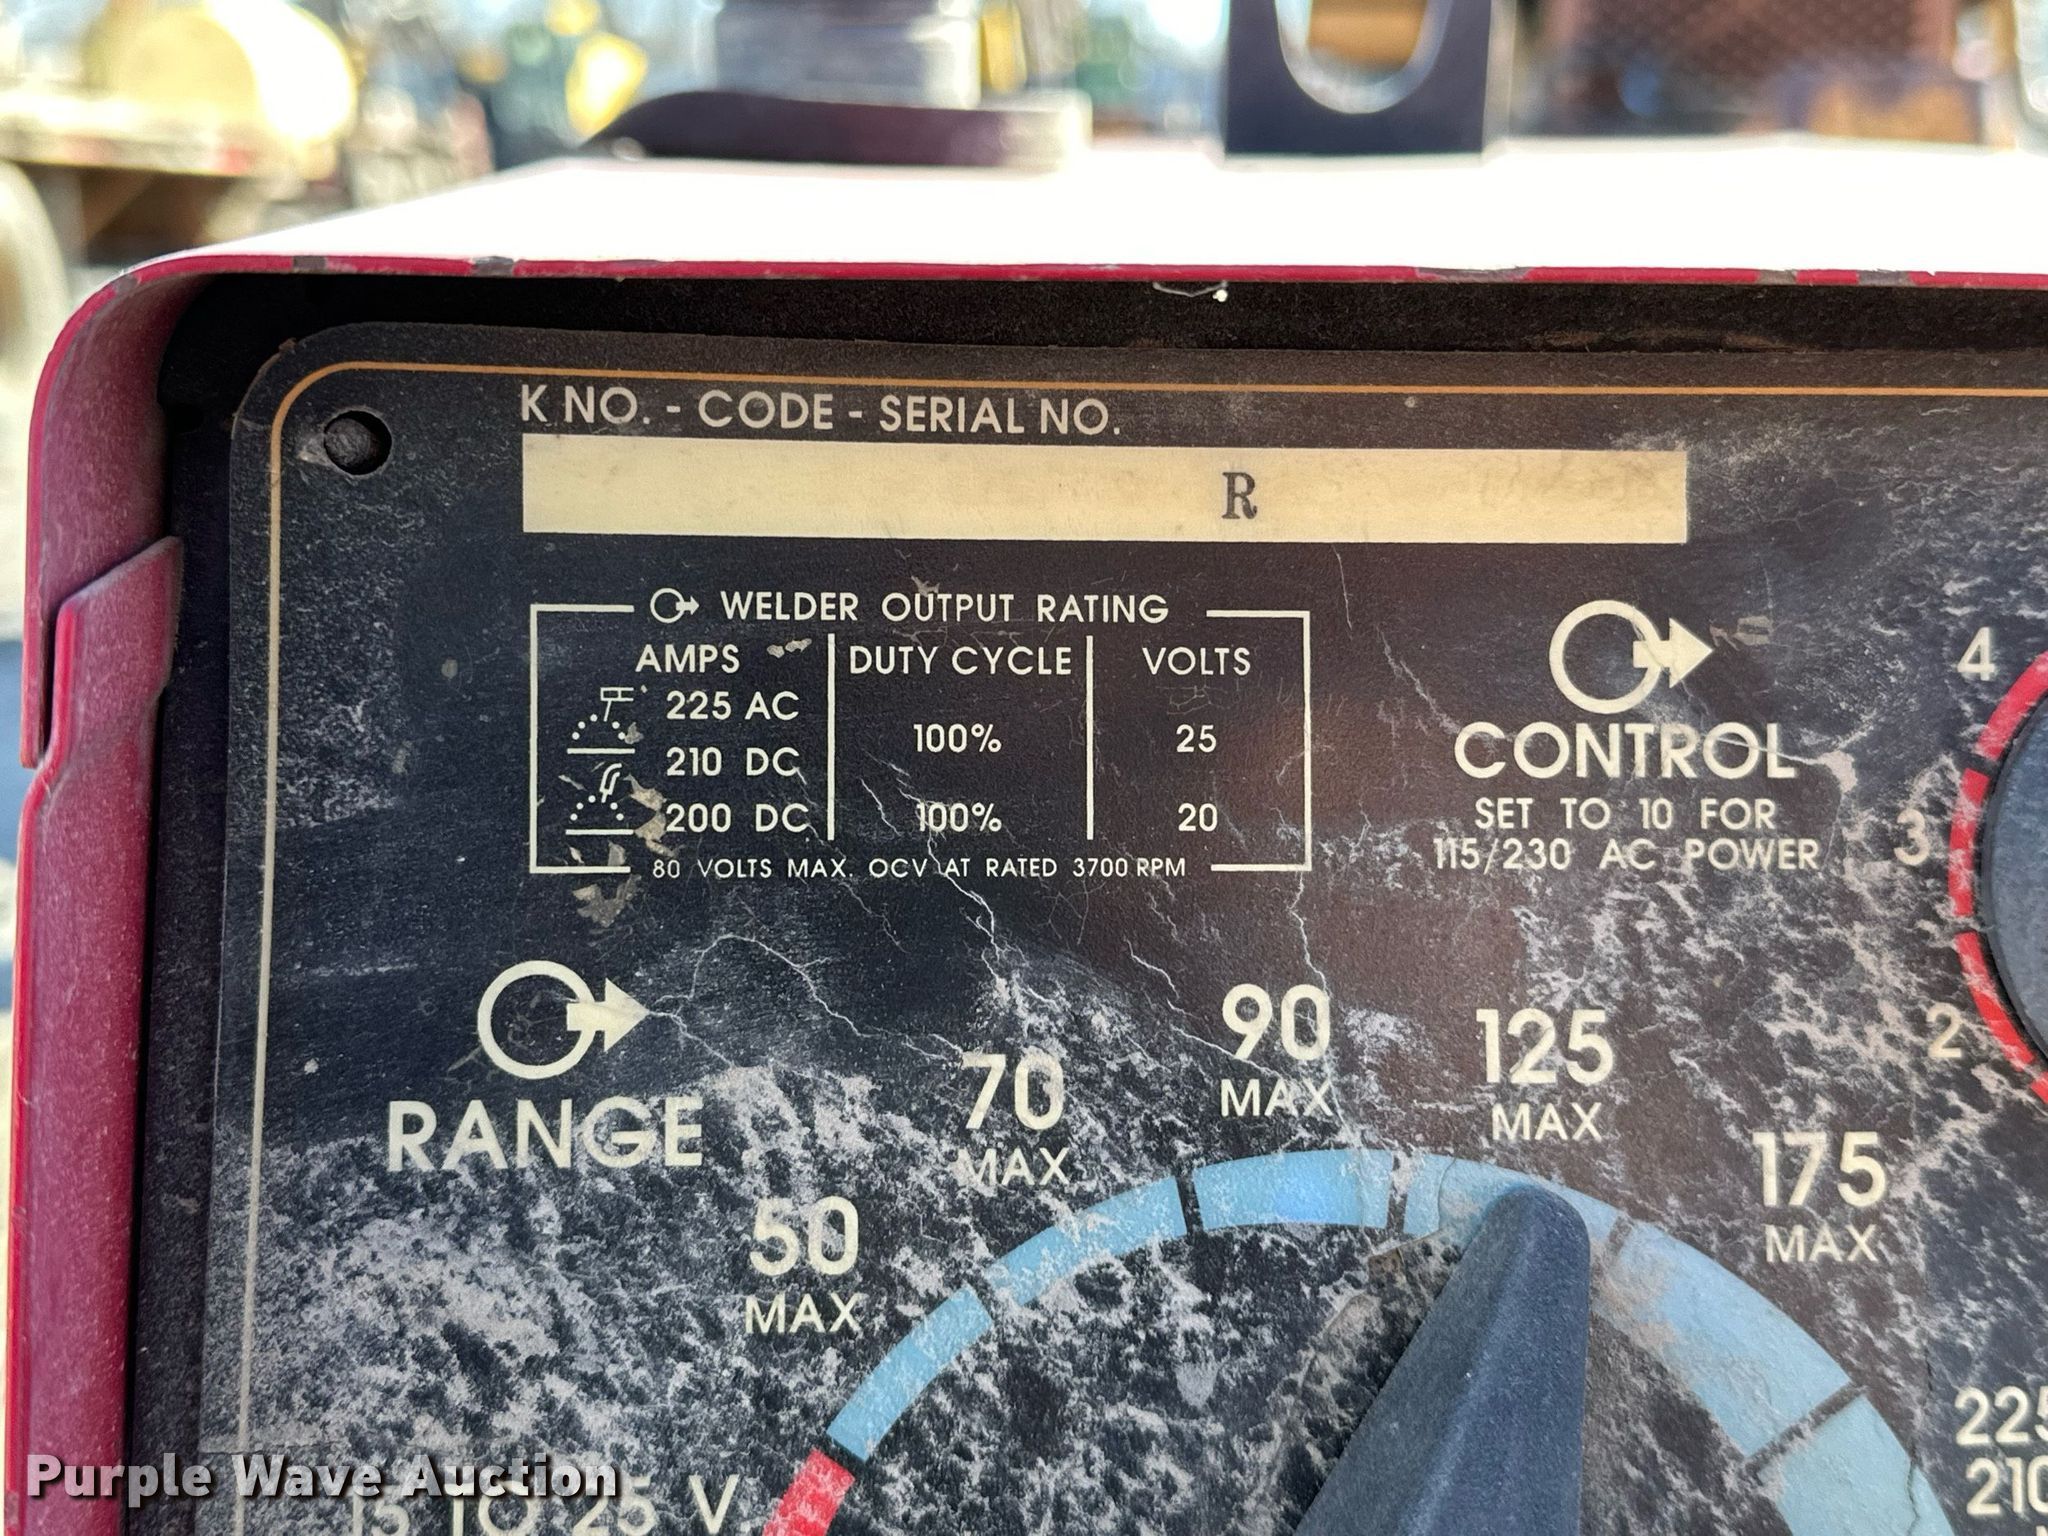 K NO. - CODE - SERIAL NO.
R
WELDER OUTPUT RATING
AMPS DUTY CYCLE VOLTS
225 AC
210 DC 100% 25
200 DC 100% 20
80 VOLTS MAX. OCV AT RATED 3700 RPM
CONTROL
SET TO 10 FOR
115/230 AC POWER
4
3
2
RANGE
50
MAX
70
MAX
90
MAX
125
MAX
175
MAX
225
210
15 TO 25 V.
Purple Wave Auction